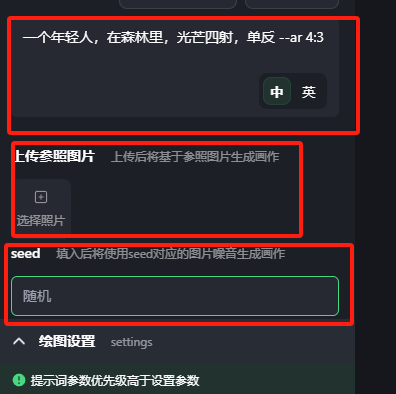 一个年轻人，在森林里，光芒四射，单反 --ar 4:3
中 英
上传参照图片 上传后将基于参照图片生成画作
选择照片
seed 填入后将使用seed对应的图片噪音生成画作
随机
绘图设置 settings
提示词参数优先级高于设置参数